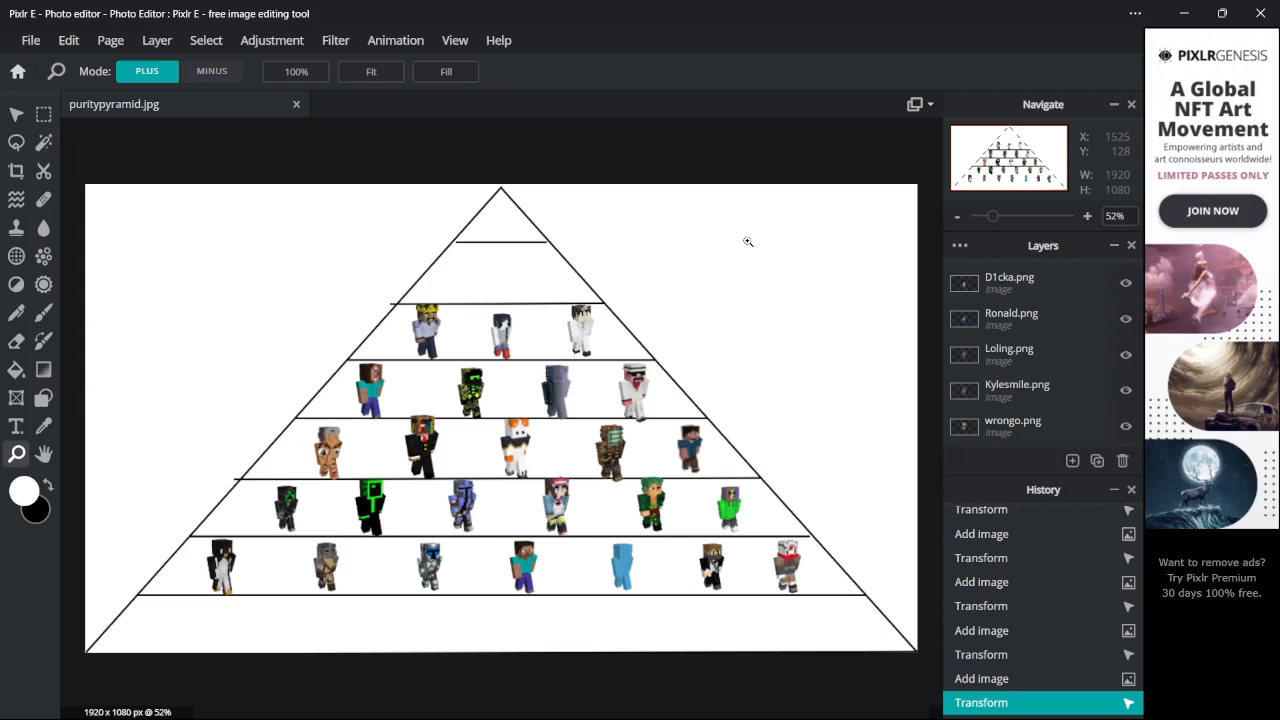 Pixlr E - Photo editor - Photo Editor : Pixlr E - free image editing tool
File Edit Page Layer Select Adjustment Filter Animation View Help
Mode: PLUS MINUS 100% Fit Fill
puritypyramid.jpg
Navigate
X: 1525
Y: 128
W: 1920
H: 1080
- + 52%
Layers
D1cka.png
Image
Ronald.png
Image
Loling.png
Image
Kylesmile.png
Image
wrongo.png
Image
History
Transform
Add image
Transform
Add image
Transform
Add image
Transform
Add image
Transform
1920 x 1080 px @ 52%
PIXLRGENESIS
A Global
NFT Art
Movement
Empowering artists and
art connoisseurs worldwide!
LIMITED PASSES ONLY
JOIN NOW
Want to remove ads?
Try Pixlr Premium
30 days 100% free.